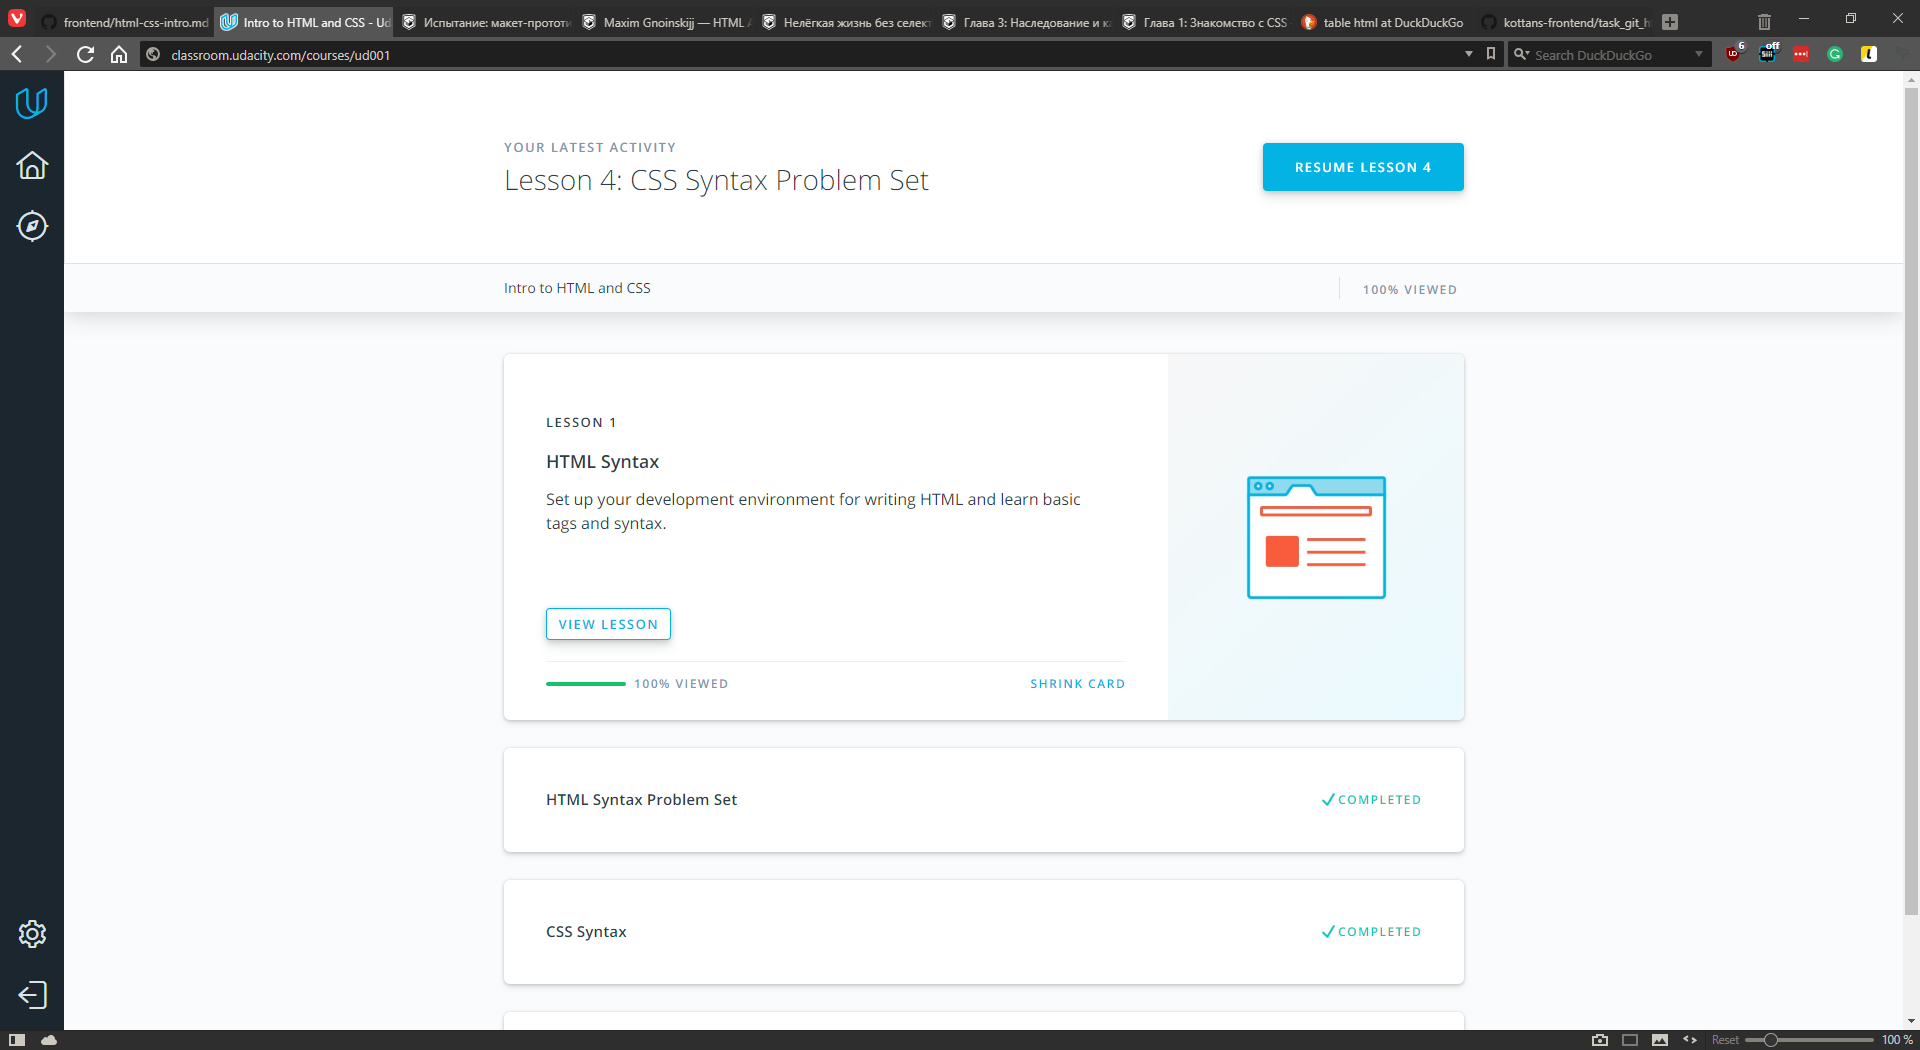 frontend/html-css-intro.md
Intro to HTML and CSS - Ud
Испытание: макет-прототи
Maxim Gnoinskijj — HTML A
Нелёгкая жизнь без селект
Глава 3: Наследование и ка
Глава 1: Знакомство с CSS
table html at DuckDuckGo
kottans-frontend/task_git_h
classroom.udacity.com/courses/ud001
Search DuckDuckGo
6
off
YOUR LATEST ACTIVITY
Lesson 4: CSS Syntax Problem Set
RESUME LESSON 4
Intro to HTML and CSS
100% VIEWED
LESSON 1
HTML Syntax
Set up your development environment for writing HTML and learn basic
tags and syntax.
VIEW LESSON
100% VIEWED
SHRINK CARD
HTML Syntax Problem Set
COMPLETED
CSS Syntax
COMPLETED
Reset
100 %